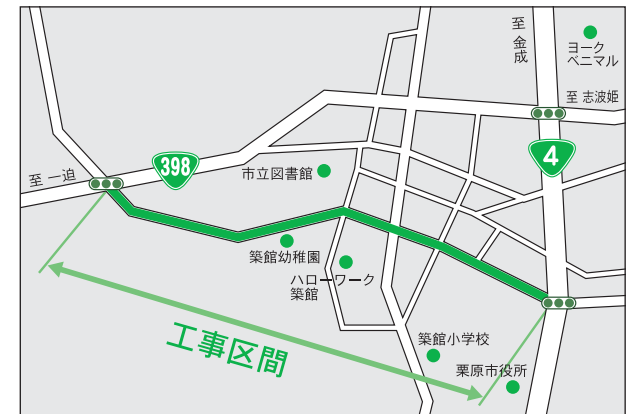 至
金
成
ヨーク
ベニマル
至 志波姫
4
398
至 一迫
市立図書館
築館幼稚園
ハローワーク
築館
工事区間
築館小学校
栗原市役所